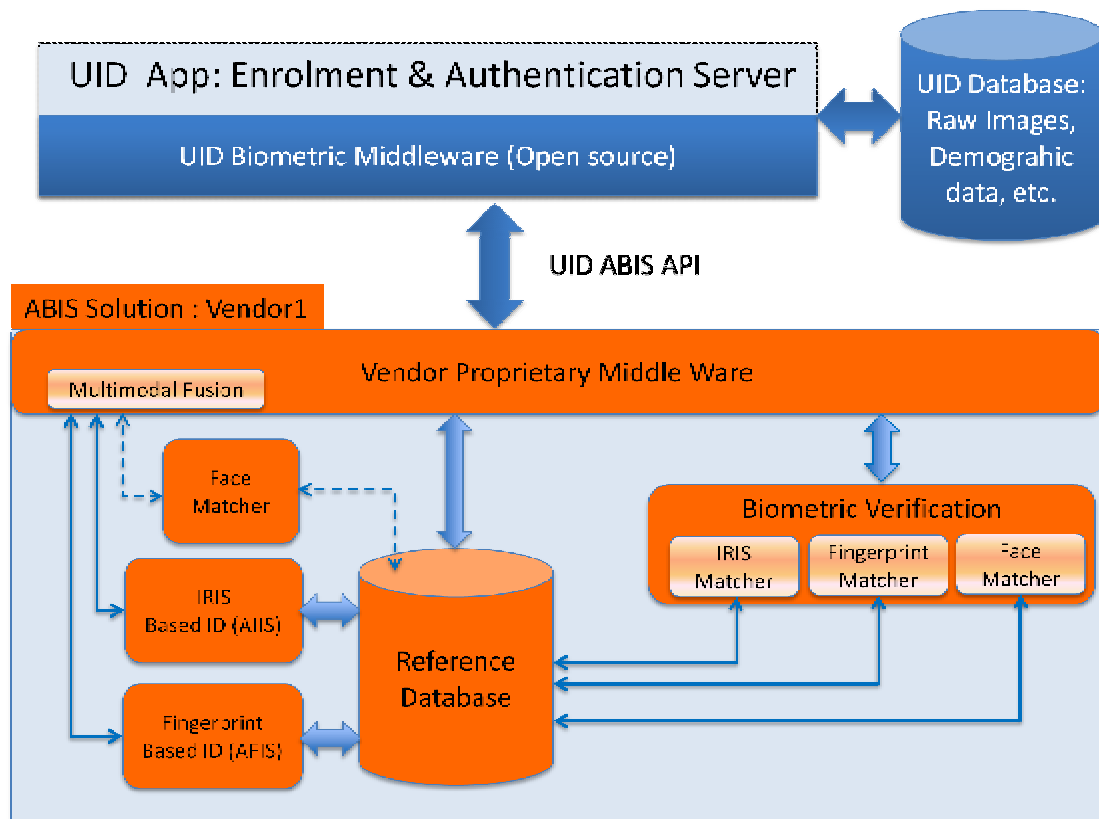 UID App: Enrolment & Authentication Server
UID Biometric Middleware (Open source)
UID Database:
Raw Images,
Demograhic
data, etc.
UID ABIS API
ABIS Solution : Vendor1
Vendor Proprietary Middle Ware
Multimodal Fusion
Face
Matcher
IRIS
Based ID (AIIS)
Fingerprint
Based ID (AFIS)
Reference
Database
Biometric Verification
IRIS
Matcher
Fingerprint
Matcher
Face
Matcher